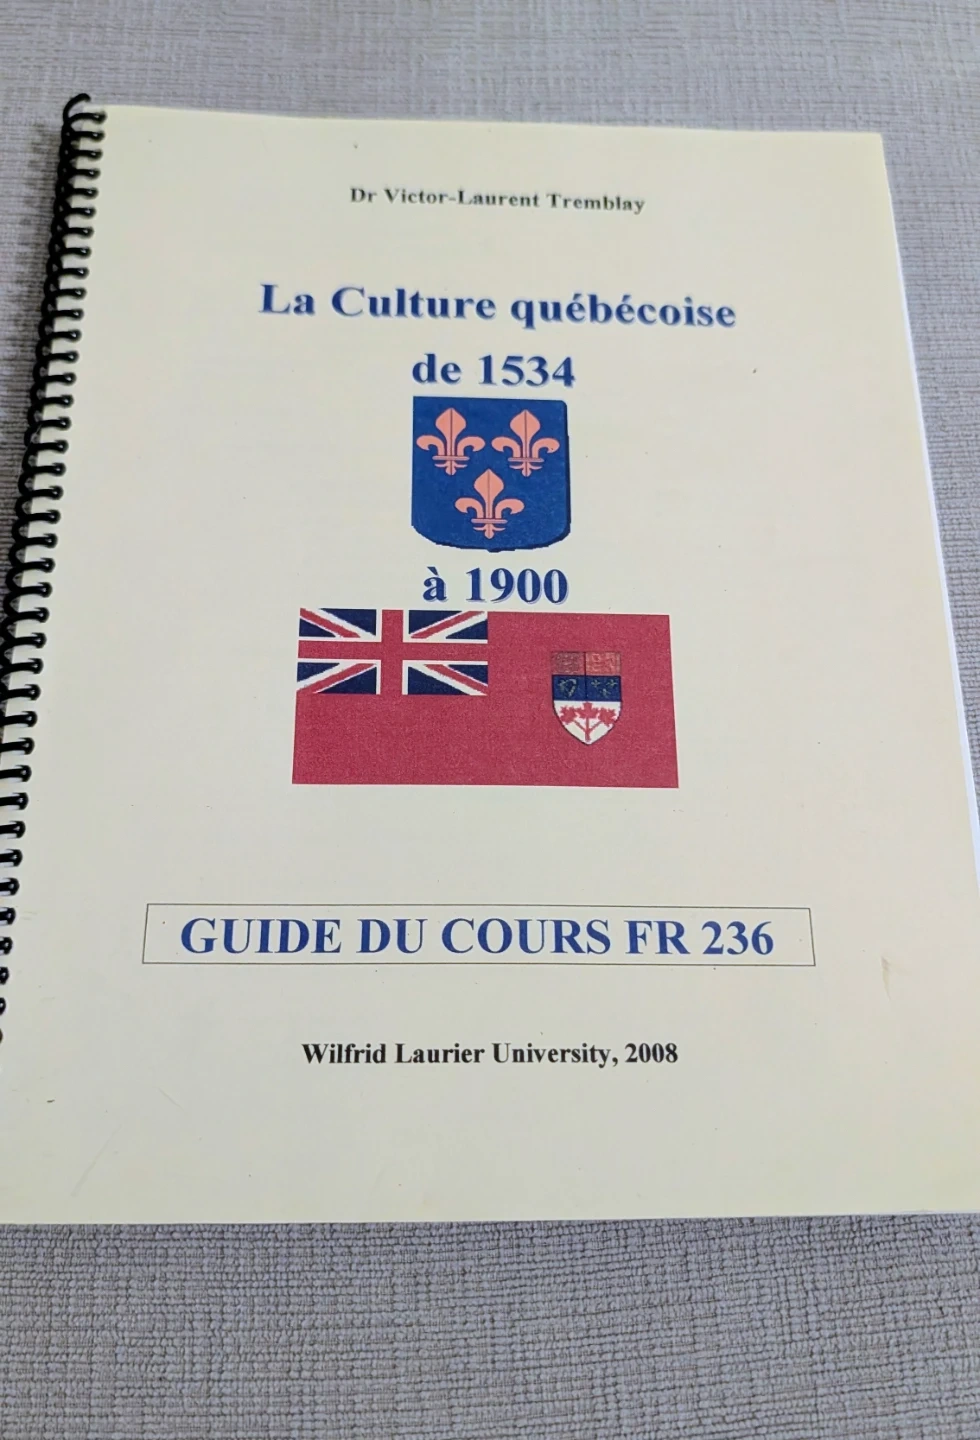 Dr Victor-Laurent Tremblay
La Culture québécoise
de 1534
à 1900
GUIDE DU COURS FR 236
Wilfrid Laurier University, 2008